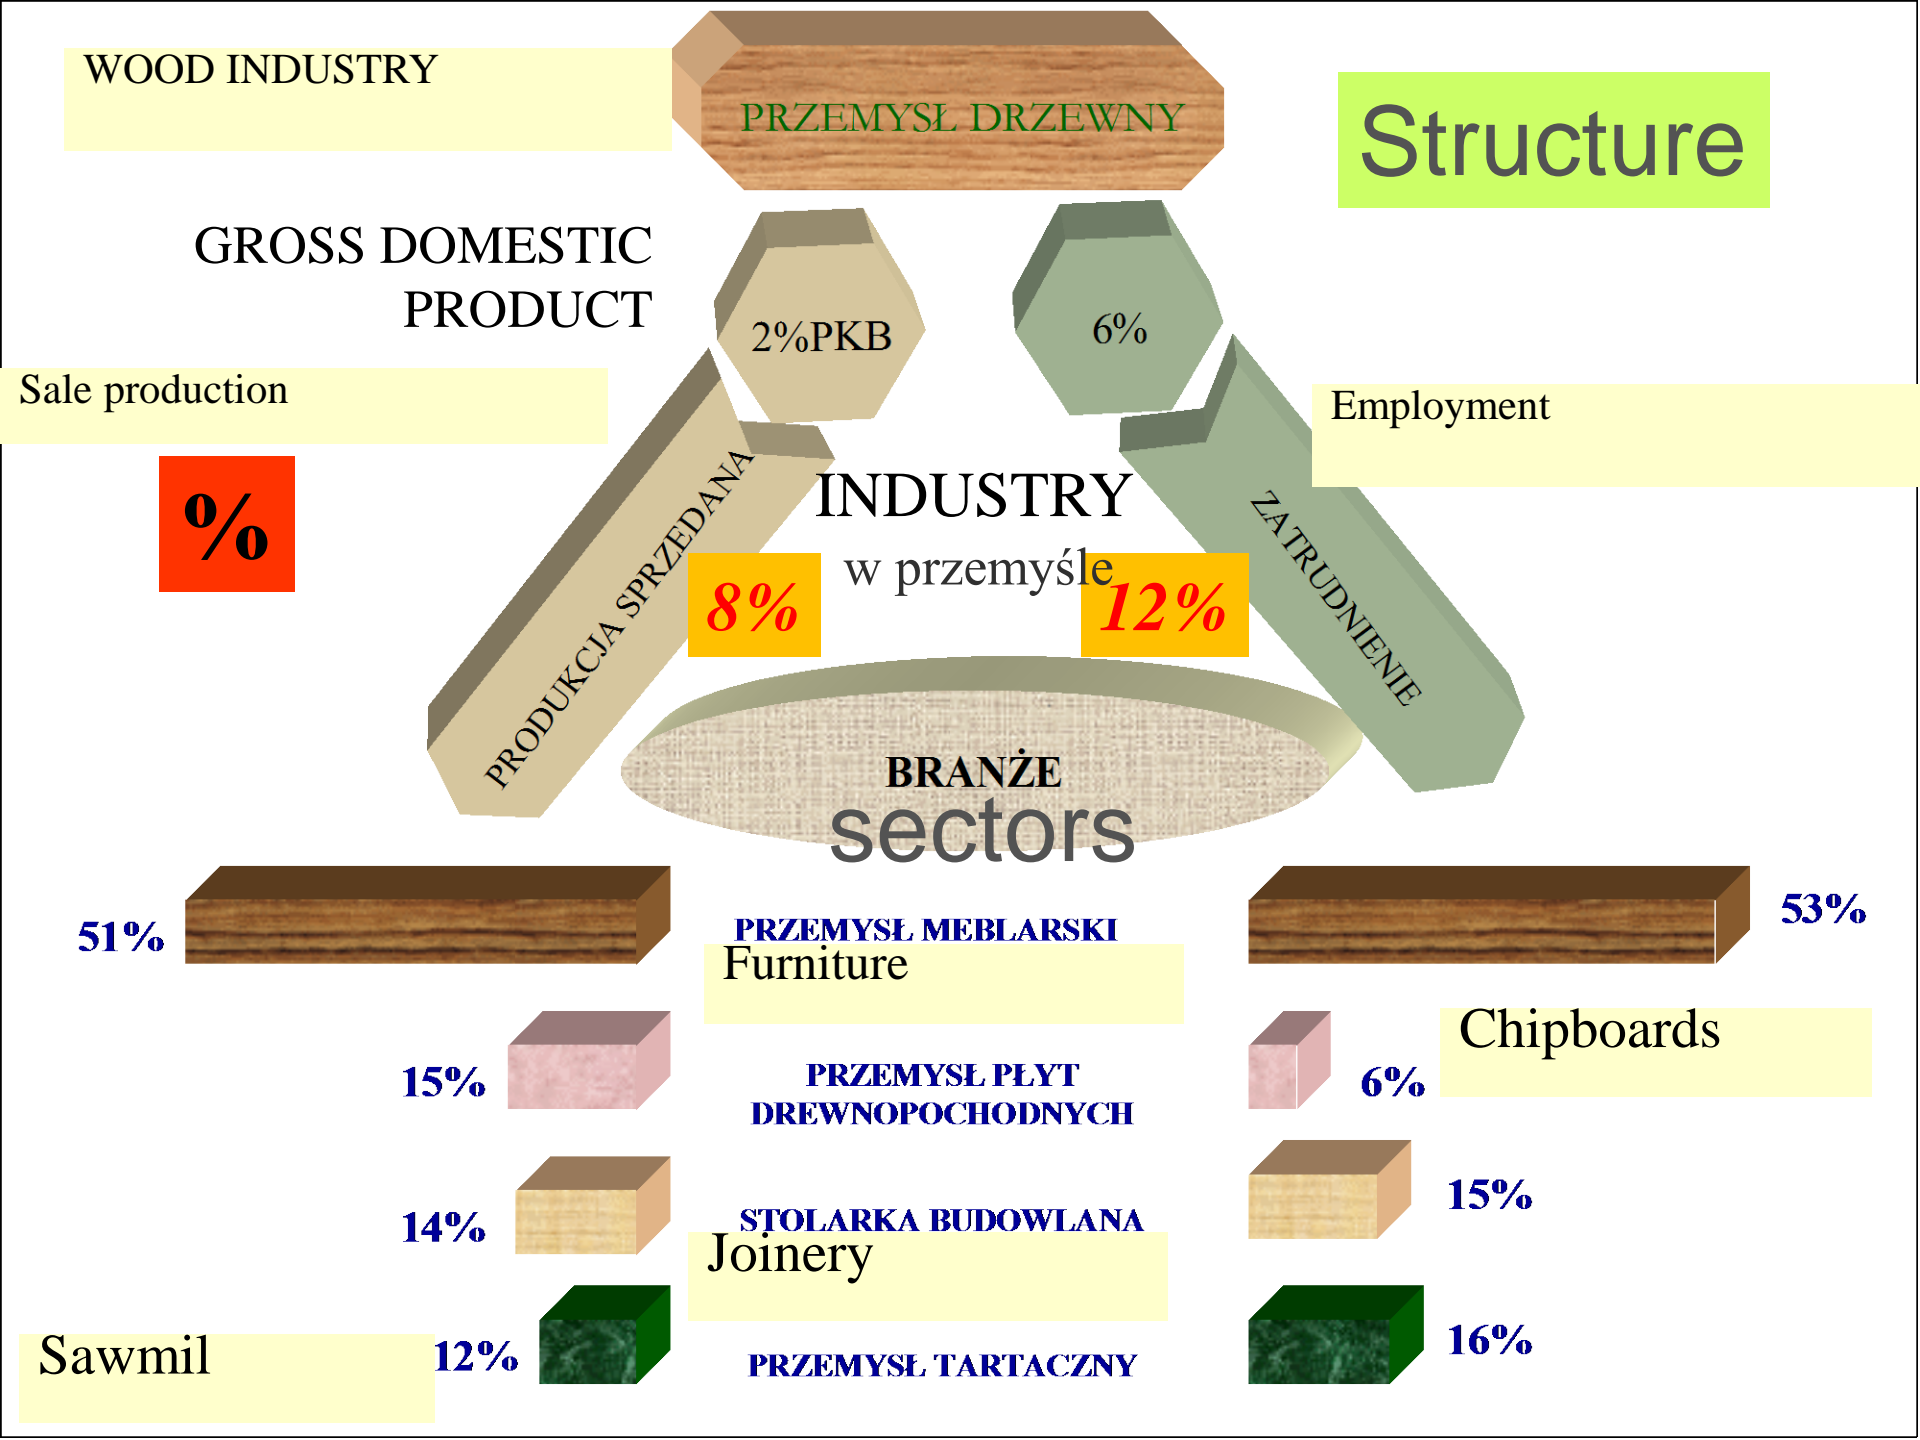 WOOD INDUSTRY
PRZEMYSŁ DRZEWNY
Structure
GROSS DOMESTIC
PRODUCT
2%PKB
6%
Sale production
Employment
%
PRODUKCJA SPRZEDANA
INDUSTRY
w przemyśle
ZATRUDNIENIE
8%
12%
BRANŻE
sectors
51%
PRZEMYSŁ MEBLARSKI
53%
Furniture
Chipboards
15%
PRZEMYSŁ PŁYT
DREWNOPOCHODNYCH
6%
14%
STOLARKA BUDOWLANA
15%
Joinery
Sawmil
12%
PRZEMYSŁ TARTACZNY
16%